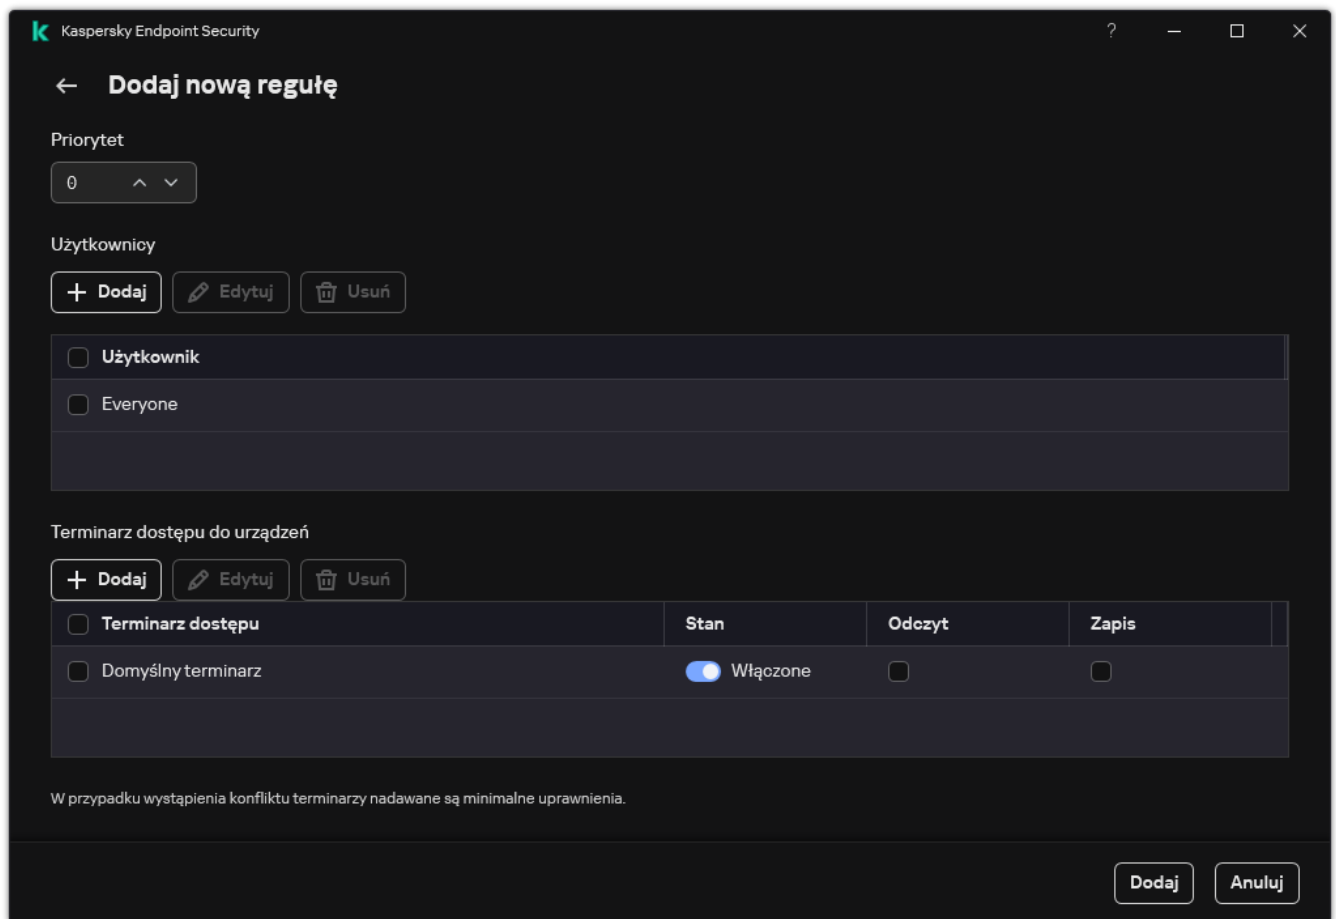 Kaspersky Endpoint Security ?
Dodaj nową regułę
Priorytet
0
Użytkownicy
Dodaj Edytuj Usuń
Użytkownik
Everyone
Terminarz dostępu do urządzeń
Dodaj Edytuj Usuń
Terminarz dostępu Stan Odczyt Zapis
Domyślny terminarz Włączone
W przypadku wystąpienia konfliktu terminarzy nadawane są minimalne uprawnienia.
Dodaj Anuluj